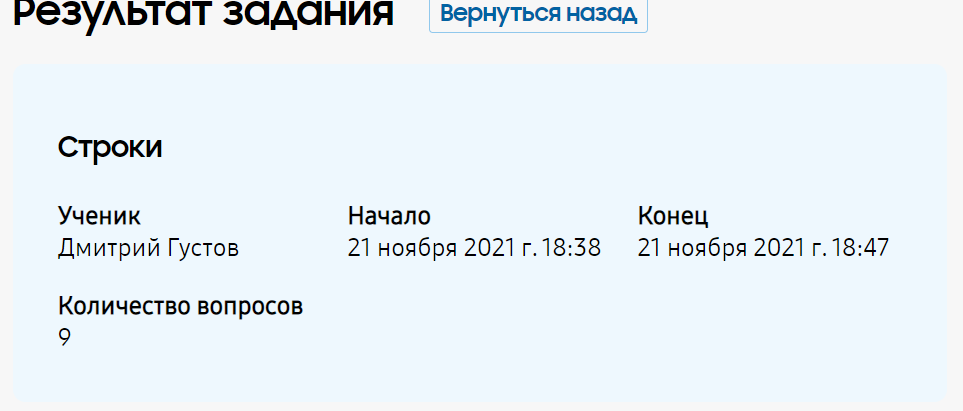 Результат задания Вернуться назад
Строки
Ученик Начало Конец
Дмитрий Густов 21 ноября 2021 г. 18:38 21 ноября 2021 г. 18:47
Количество вопросов
9